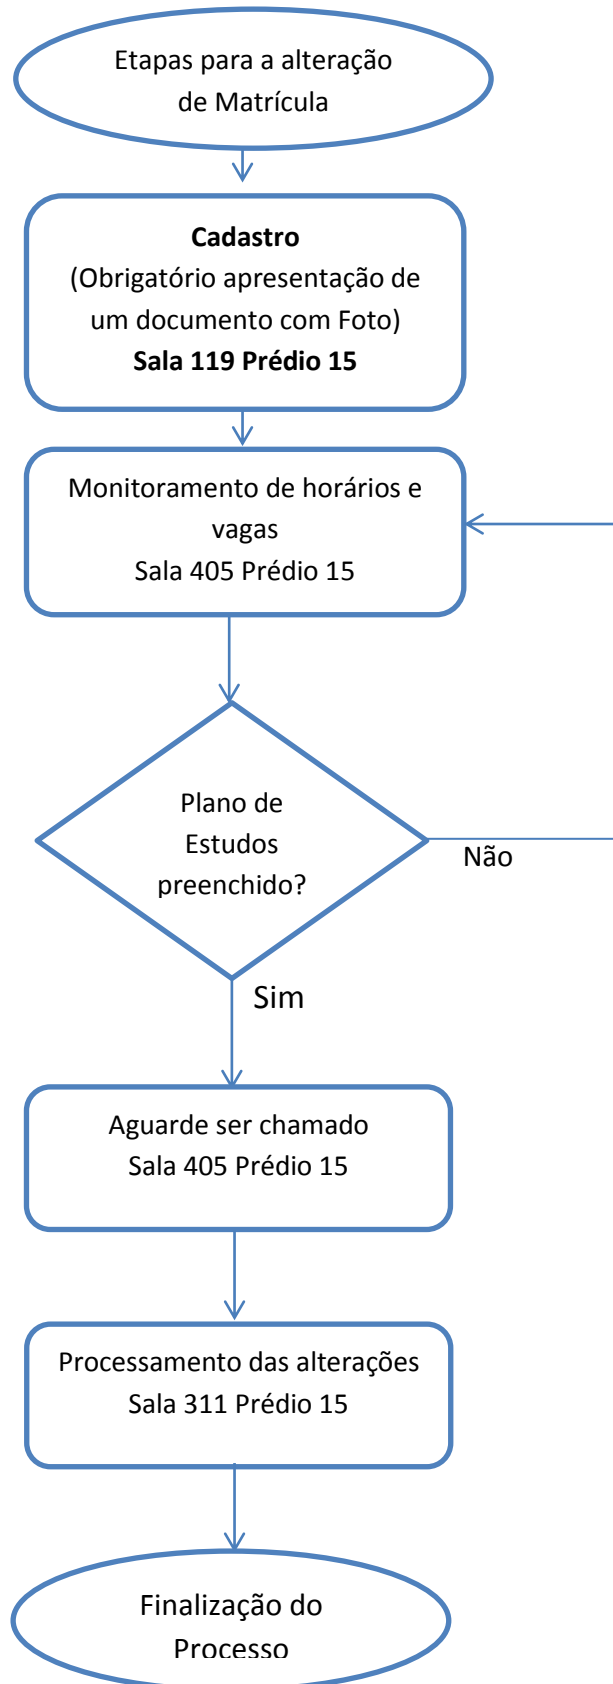 Etapas para a alteração
de Matrícula
Cadastro
(Obrigatório apresentação de
um documento com Foto)
Sala 119 Prédio 15
Monitoramento de horários e
vagas
Sala 405 Prédio 15
Plano de
Estudos
preenchido?
Não
Sim
Aguarde ser chamado
Sala 405 Prédio 15
Processamento das alterações
Sala 311 Prédio 15
Finalização do
Processo